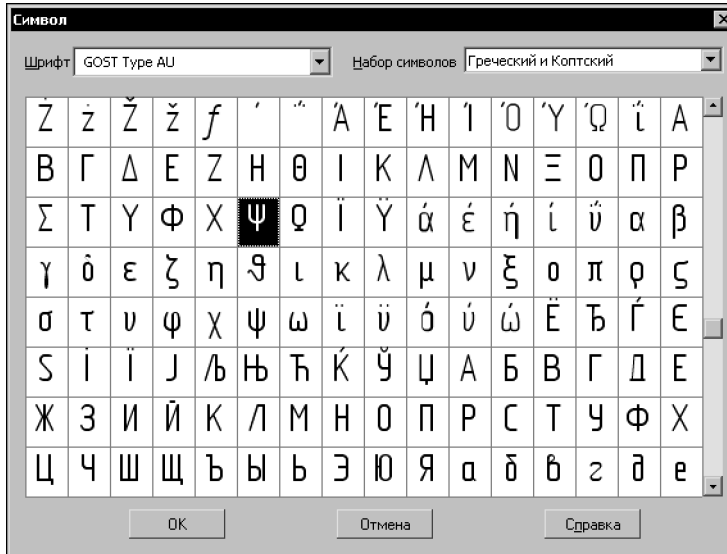 Символ
Шрифт GOST Type AU Набор символов Греческий и Коптский
Ż ż Ž ž ƒ ΄ ΅ Ά Έ Ή Ί Ό Ύ Ώ ΐ Α
Β Γ Δ Ε Ζ Η Θ Ι Κ Λ Μ Ν Ξ Ο Π Ρ
Σ Τ Υ Φ Χ Ψ Ω Ϊ Ϋ ά έ ή ί ΰ α β
γ δ ε ζ η θ ι κ λ μ ν ξ ο π ρ ς
σ τ υ φ χ ψ ω ϊ ϋ ό ύ ώ Ё Ђ Ѓ Є
Ѕ І Ї Ј Љ Њ Ћ Ќ Ў Џ А Б В Г Д Е
Ж З И Й К Л М Н О П Р С Т У Ф Х
Ц Ч Ш Щ Ъ Ы Ь Э Ю Я а б в г д е
OK Отмена Справка